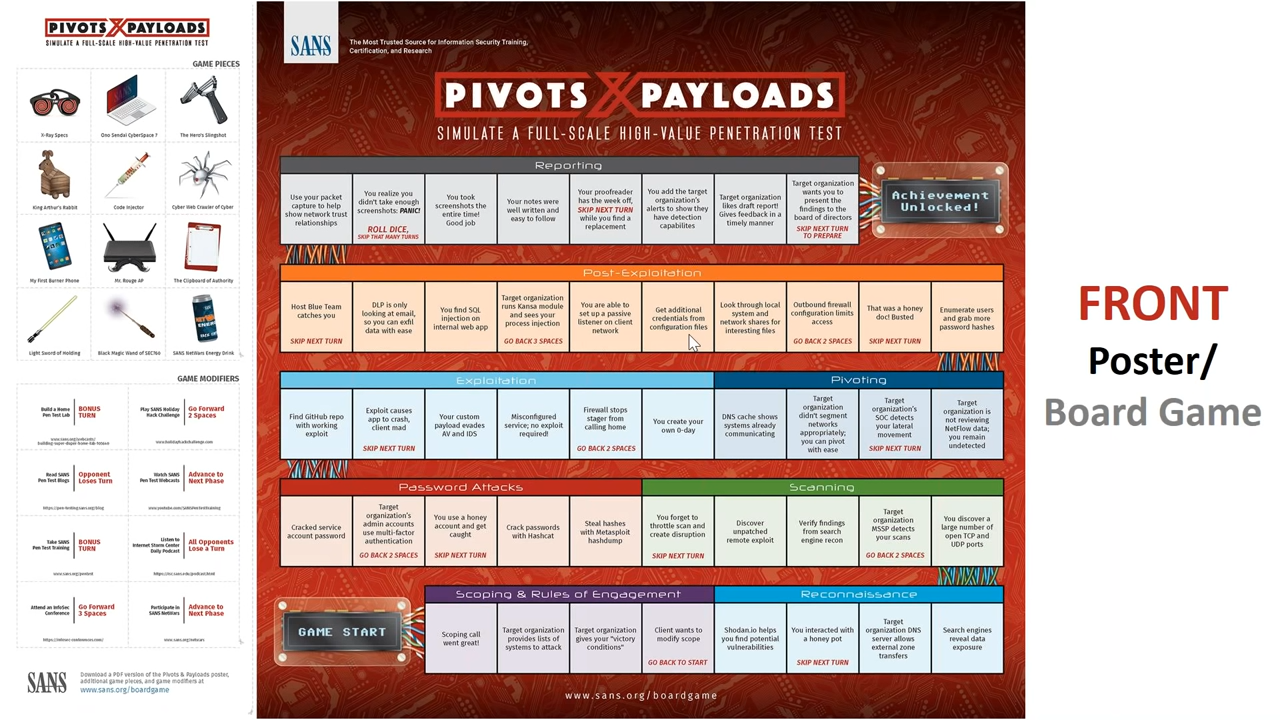 PIVOTS X PAYLOADS
SIMULATE A FULL-SCALE HIGH-VALUE PENETRATION TEST
GAME PIECES
X-Ray Specs
Ono Sendai CyberSpace 7
The Hero's Slingshot
King Arthur's Rabbit
Code Injector
Cyber Web Crawler of Cyber
My First Burner Phone
Mr. Rouge AP
The Clipboard of Authority
Light Sword of Holding
Black Magic Wand of SEC760
SANS NetWars Energy Drink
GAME MODIFIERS
Build a Home
Pen Test Lab
BONUS
TURN
www.sans.org/webcasts/
Play SANS Holiday
Hack Challenge
Go Forward
2 Spaces
www.holidayhackchallenge.com/
Read SANS
Pen Test Blogs
Opponent
Loses Turn
https://pen-testing.sans.org/blog
Watch SANS
Pen Test Webcasts
Advance to
Next Phase
Take SANS
Pen Test Training
BONUS
TURN
www.sans.org/pentest
Listen to
Internet Storm Center
Daily Podcast
All Opponents
Lose a Turn
https://isc.sans.edu/podcast.html
Attend an InfoSec
Conference
Go Forward
3 Spaces
https://infosec-conferences.com/
Participate in
SANS NetWars
Advance to
Next Phase
www.sans.org/netwars
SANS
Download a PDF version of the Pivots & Payloads poster,
additional game pieces, and game modifiers at
www.sans.org/boardgame
SANS
The Most Trusted Source for Information Security Training,
Certification, and Research
PIVOTS X PAYLOADS
SIMULATE A FULL-SCALE HIGH-VALUE PENETRATION TEST
Reporting
Use your packet
capture to help
show network trust
relationships
You realize you
didn't take enough
screenshots: PANIC!
ROLL DICE,
SKIP THAT MANY TURNS
You took
screenshots the
entire time!
Good job
Your notes were
well written and
easy to follow
Your proofreader
has the week off,
SKIP NEXT TURN
while you find a
replacement
You add the target
organization's
alerts to show they
have detection
capabilites
Target organization
likes draft report!
Gives feedback in a
timely manner
Target organization
wants you to
present the
findings to the
board of directors
SKIP NEXT TURN
TO PREPARE
Achievement
Unlocked!
Post-Exploitation
Host Blue Team
catches you
SKIP NEXT TURN
DLP is only
looking at email,
so you can exfil
data with ease
You find SQL
injection on
internal web app
Target organization
runs Kansa module
and sees your
process injection
GO BACK 3 SPACES
You are able to
set up a passive
listener on client
network
Get additional
credentials from
configuration files
Look through local
system and
network shares for
interesting files
Outbound firewall
configuration limits
access
GO BACK 2 SPACES
That was a honey
doc! Busted
SKIP NEXT TURN
Enumerate users
and grab more
password hashes
Exploitation
Pivoting
Find GitHub repo
with working
exploit
Exploit causes
app to crash,
client mad
SKIP NEXT TURN
Your custom
payload evades
AV and IDS
Misconfigured
service; no
exploit required!
Firewall stops
stager from
calling home
GO BACK 2 SPACES
You create your
own 0-day
DNS cache shows
systems already
communicating
Target
organization
didn't segment
networks
appropriately;
you can pivot
with ease
Target
organization's
SOC detects
your lateral
movement
SKIP NEXT TURN
Target
organization is
not reviewing
NetFlow data;
you remain
undetected
Password Attacks
Scanning
Cracked service
account password
Target
organization's
admin accounts
use multi-factor
authentication
GO BACK 2 SPACES
You use a honey
account and get
caught
SKIP NEXT TURN
Crack passwords
with Hashcat
Steal hashes
with Metasploit
hashdump
You forget to
throttle scan and
create disruption
SKIP NEXT TURN
Discover
unpatched
remote exploit
Verify findings
from search
engine recon
Target
organization
MSSP detects
your scans
GO BACK 2 SPACES
You discover a
large number of
open TCP and
UDP ports
GAME START
Scoping & Rules of Engagement
Reconnaissance
Scoping call
went great!
Target organization
provides lists of
systems to attack
Target organization
gives your "victory
conditions"
Client wants to
modify scope
GO BACK TO START
Shodan.io helps
you find potential
vulnerabilities
You interacted with
a honey pot
SKIP NEXT TURN
Target
organization DNS
server allows
external zone
transfers
Search engines
reveal data
exposure
www.sans.org/boardgame
FRONT
Poster/
Board Game